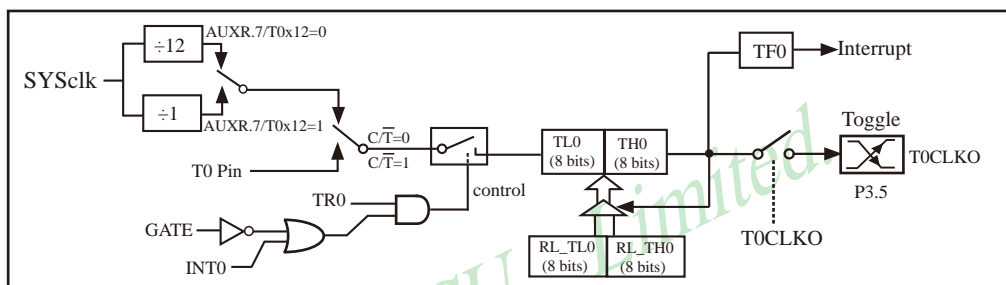 AUXR.7/T0x12=0
÷12
SYSclk
÷1
AUXR.7/T0x12=1
C/T̅=0
C/T̅=1
T0 Pin
TR0
control
GATE
INT0
TL0
(8 bits)
TH0
(8 bits)
RL_TL0
(8 bits)
RL_TH0
(8 bits)
TF0
Interrupt
Toggle
T0CLKO
P3.5
T0CLKO
Limited.